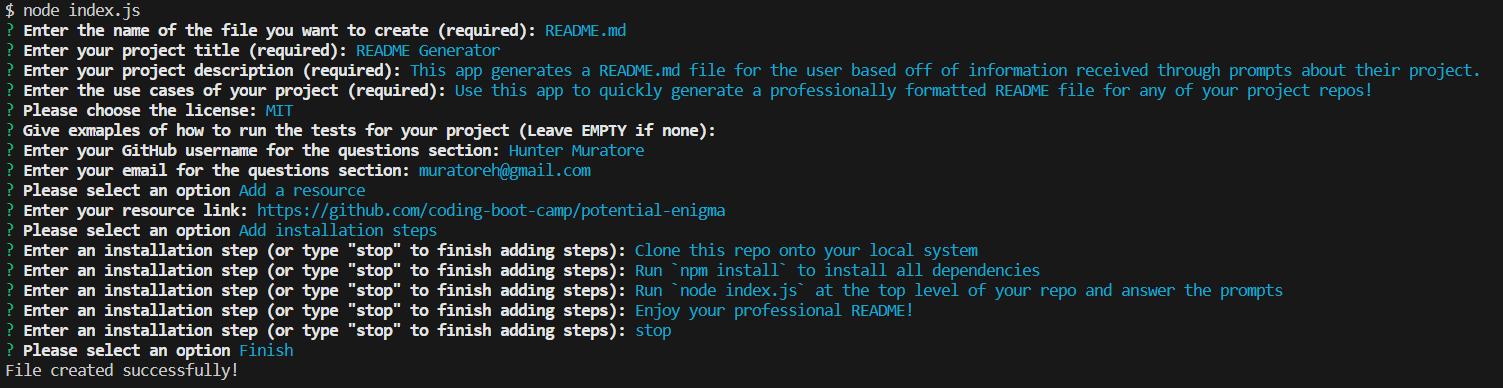 $ node index.js
? Enter the name of the file you want to create (required): README.md
? Enter your project title (required): README Generator
? Enter your project description (required): This app generates a README.md file for the user based off of information received through prompts about their project.
? Enter the use cases of your project (required): Use this app to quickly generate a professionally formatted README file for any of your project repos!
? Please choose the license: MIT
? Give exmaples of how to run the tests for your project (Leave EMPTY if none):
? Enter your GitHub username for the questions section: Hunter Muratore
? Enter your email for the questions section: muratoreh@gmail.com
? Please select an option Add a resource
? Enter your resource link: https://github.com/coding-boot-camp/potential-enigma
? Please select an option Add installation steps
? Enter an installation step (or type "stop" to finish adding steps): Clone this repo onto your local system
? Enter an installation step (or type "stop" to finish adding steps): Run `npm install` to install all dependencies
? Enter an installation step (or type "stop" to finish adding steps): Run `node index.js` at the top level of your repo and answer the prompts
? Enter an installation step (or type "stop" to finish adding steps): Enjoy your professional README!
? Enter an installation step (or type "stop" to finish adding steps): stop
? Please select an option Finish
File created successfully!